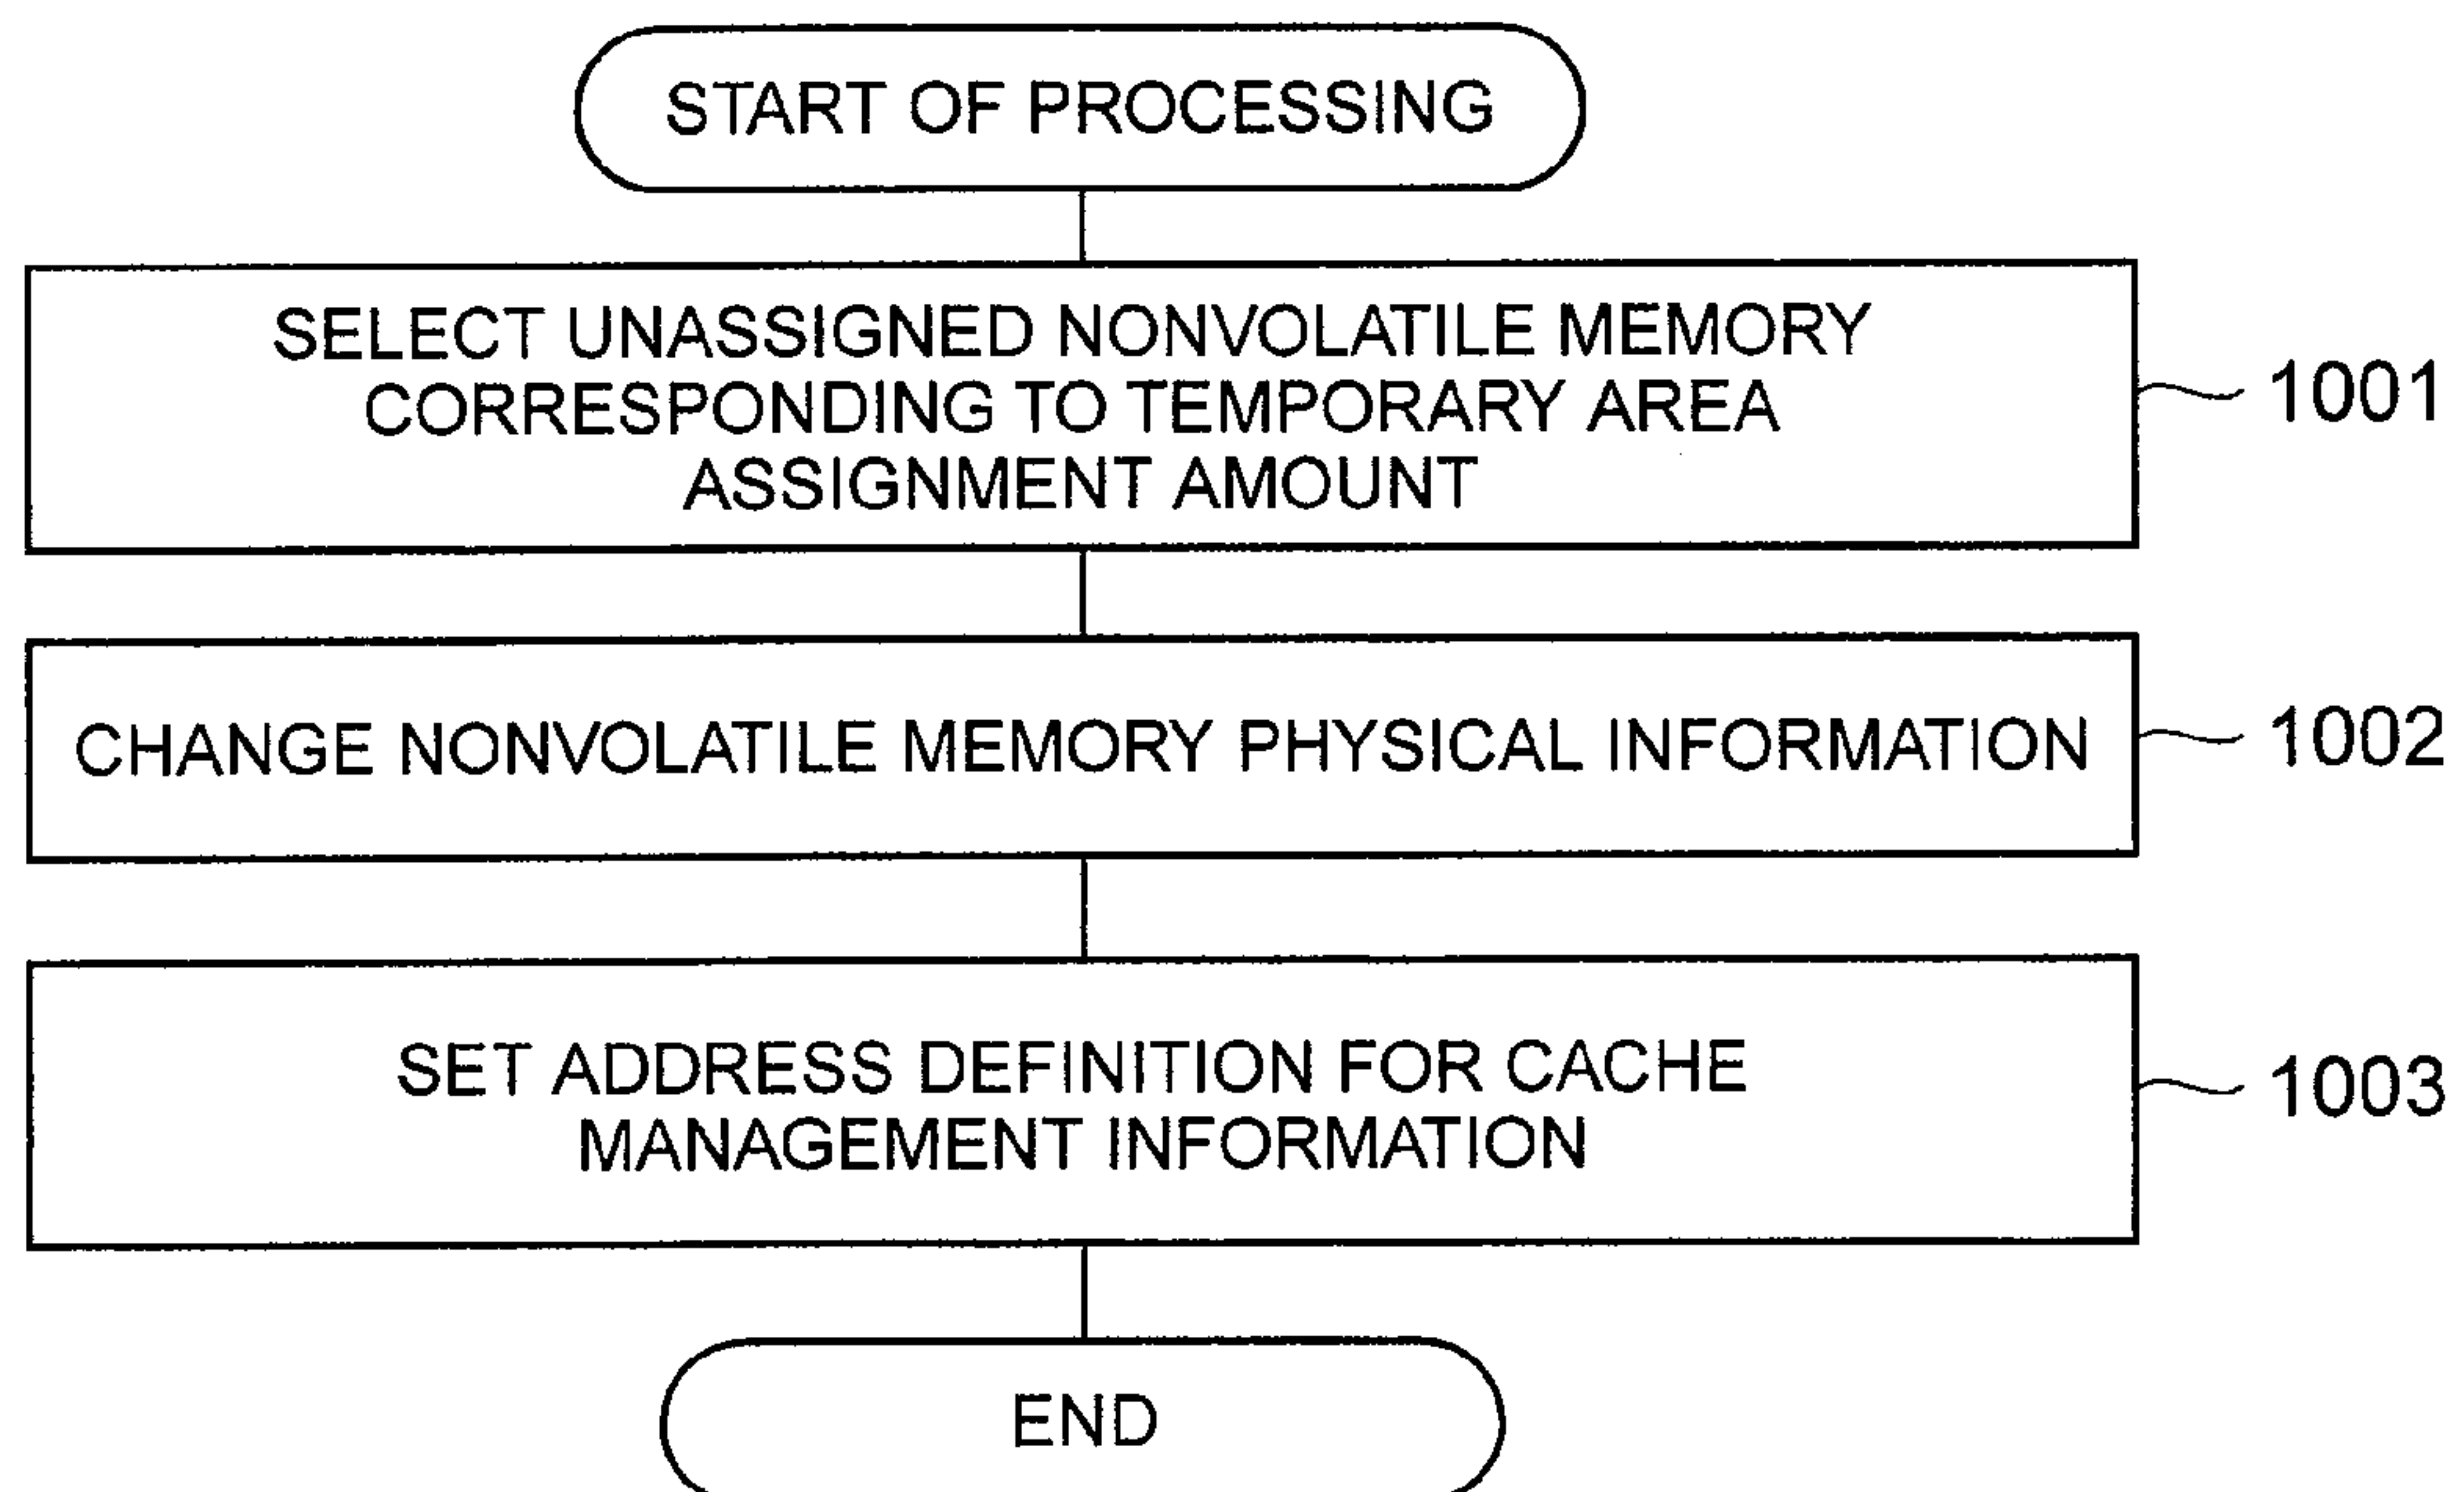 START OF PROCESSING
SELECT UNASSIGNED NONVOLATILE MEMORY
CORRESPONDING TO TEMPORARY AREA
ASSIGNMENT AMOUNT
1001
CHANGE NONVOLATILE MEMORY PHYSICAL INFORMATION
1002
SET ADDRESS DEFINITION FOR CACHE
MANAGEMENT INFORMATION
1003
END